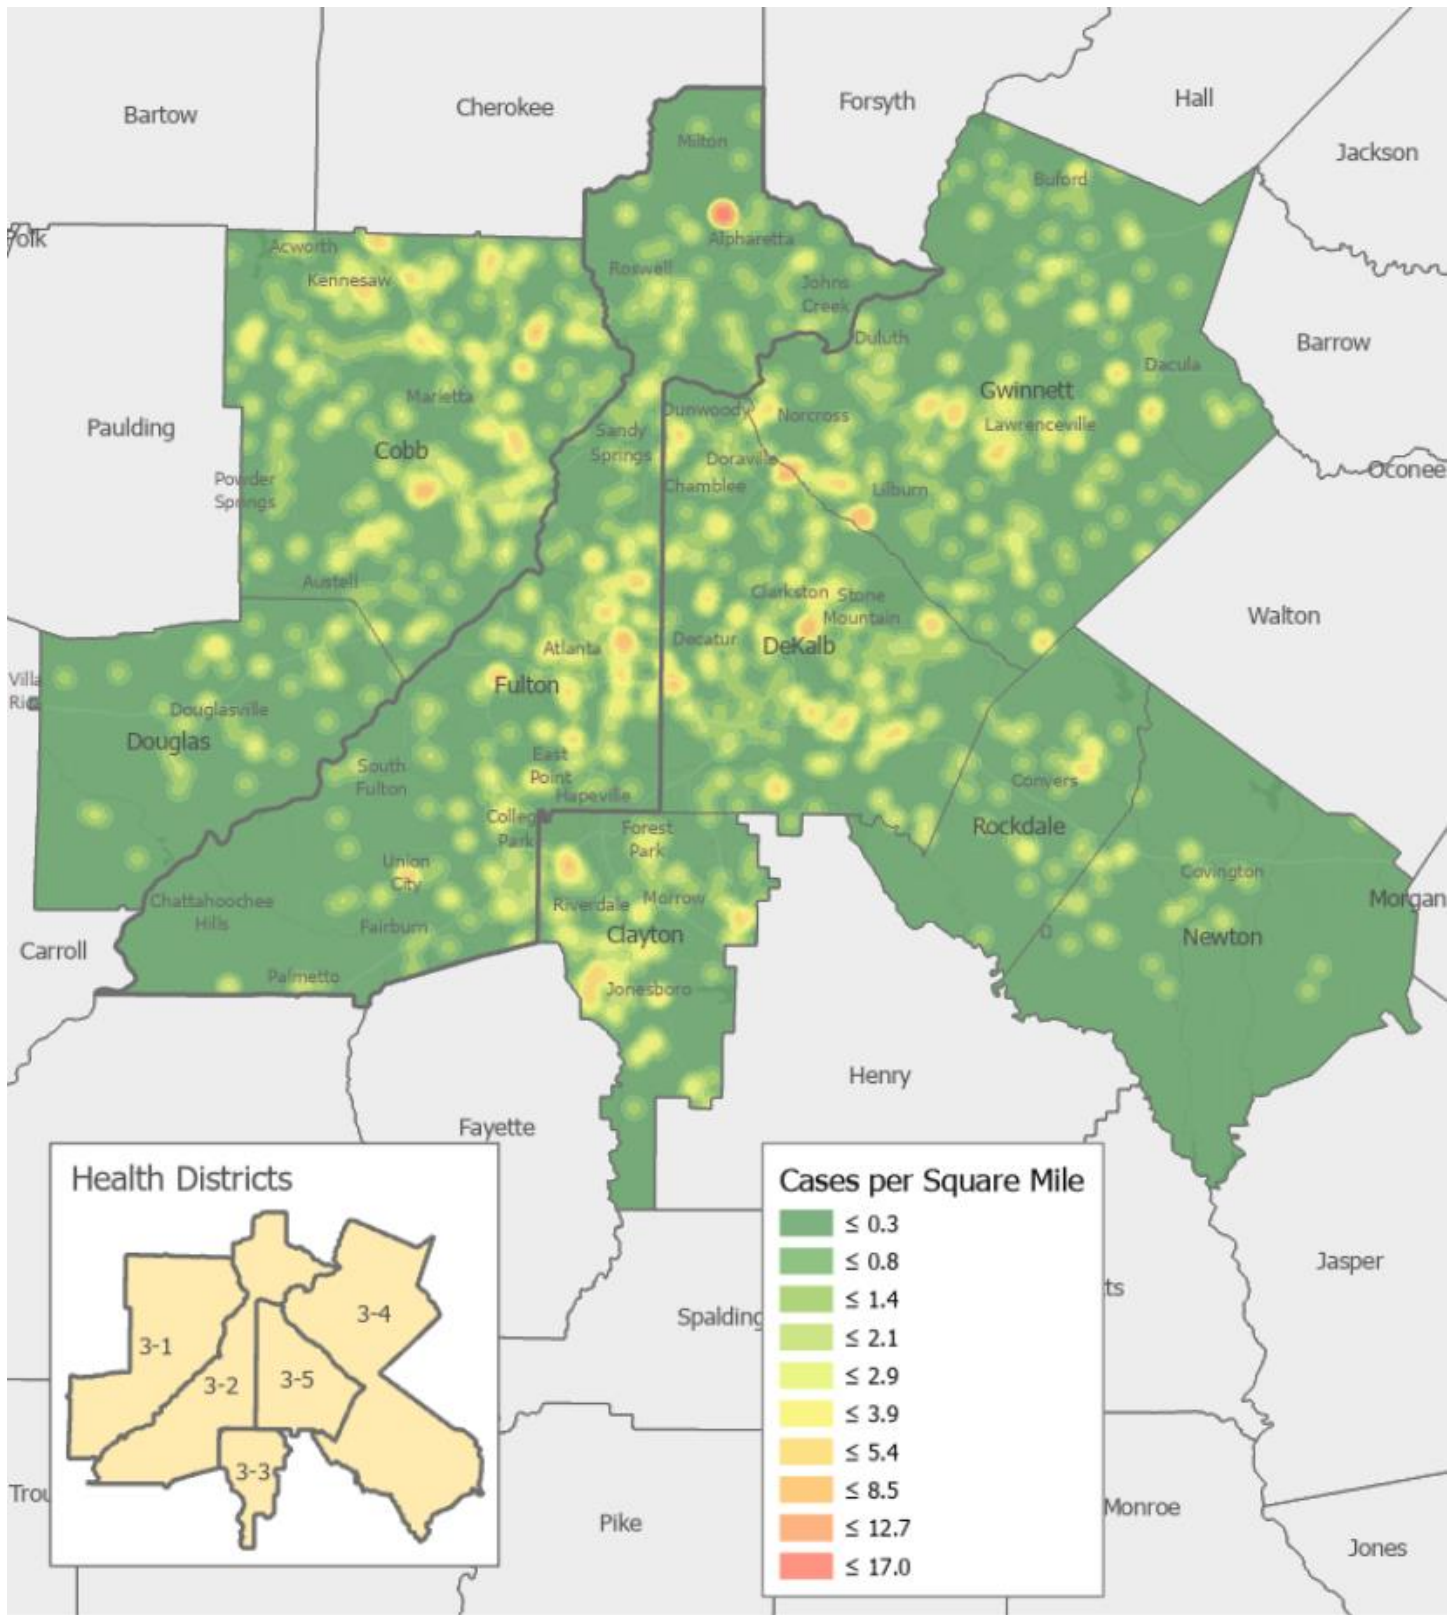 Bartow
Cherokee
Forsyth
Hall
Jackson
Milton
Buford
Alpharetta
Acworth
Kennesaw
Roswell
Johns
Creek
Duluth
Barrow
Dacula
Gwinnett
Lawrenceville
Paulding
Marietta
Cobb
Sandy
Springs
Dunwoody
Norcross
Doraville
Chamblee
Lilburn
Oconee
Powder
Springs
Austell
Clarkston
Stone
Mountain
Walton
Atlanta
Decatur
DeKalb
Villa
Fulton
Douglasville
Douglas
South
Fulton
East
Point
Hapeville
Conyers
Rockdale
Colleg
Park
Forest
Park
Union
City
Covington
Chattahoochee
Hills
Fairburn
Riverdale
Morrow
Clayton
Morgan
Newton
Carroll
Palmetto
Jonesboro
Henry
Fayette
Jasper
Spalding
ts
Pike
Monroe
Jones
Trou
Health Districts
3-1
3-2
3-3
3-4
3-5
Cases per Square Mile
≤ 0.3
≤ 0.8
≤ 1.4
≤ 2.1
≤ 2.9
≤ 3.9
≤ 5.4
≤ 8.5
≤ 12.7
≤ 17.0